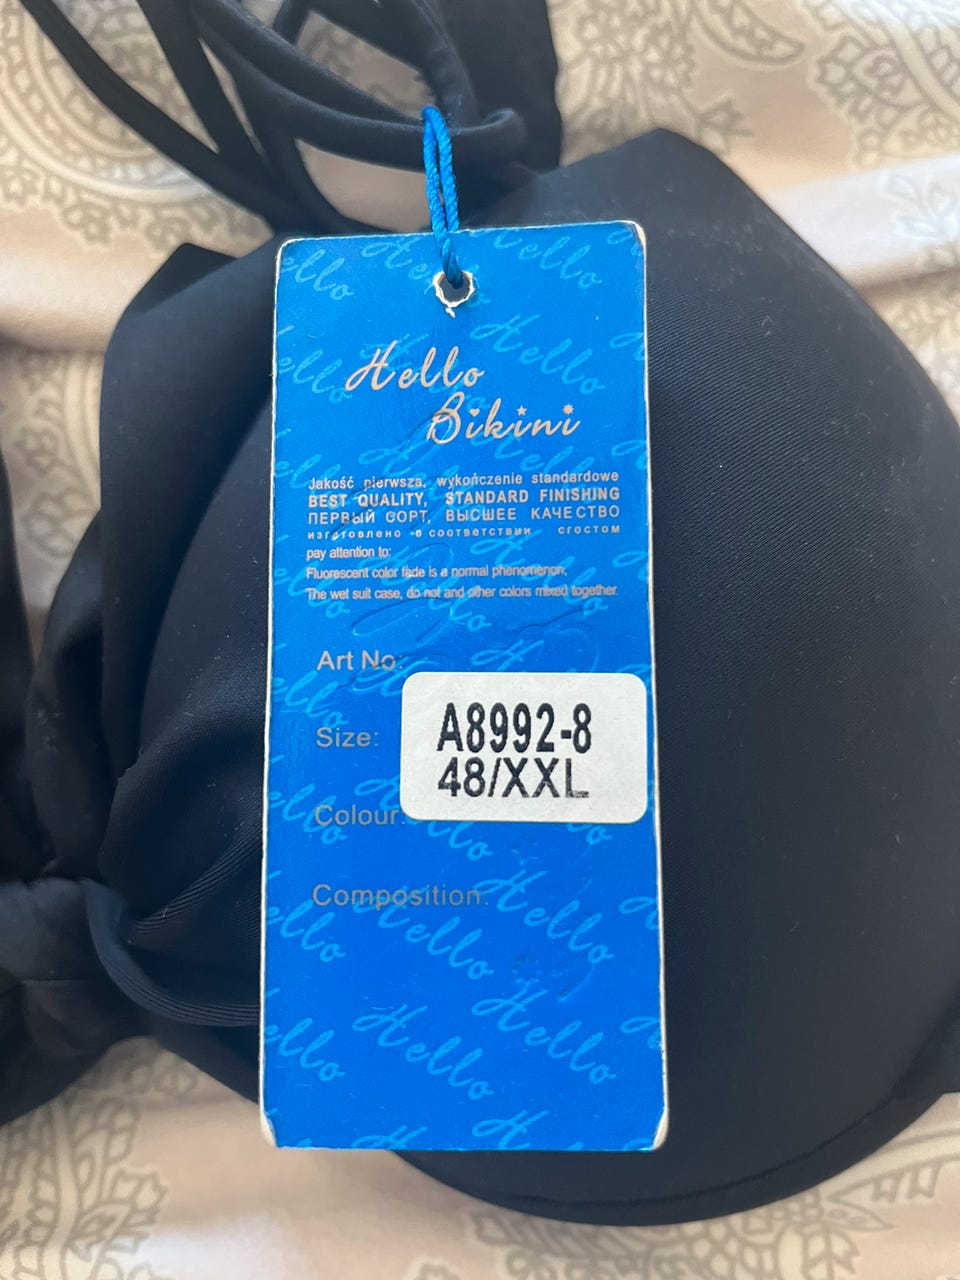 Hello
Bikini
Jakość pierwsza, wykończenie standardowe
BEST QUALITY, STANDARD FINISHING
ПЕРВЫЙ СОРТ, ВЫСШЕЕ КАЧЕСТВО
изготовлено в соответствии сгостом
pay attention to:
Fluorescent color fade is a normal phenomenon,
The wet suit case, do not and other colors mixed together
Art No:
A8992-8
Size:
48/XXL
Colour:
Composition: